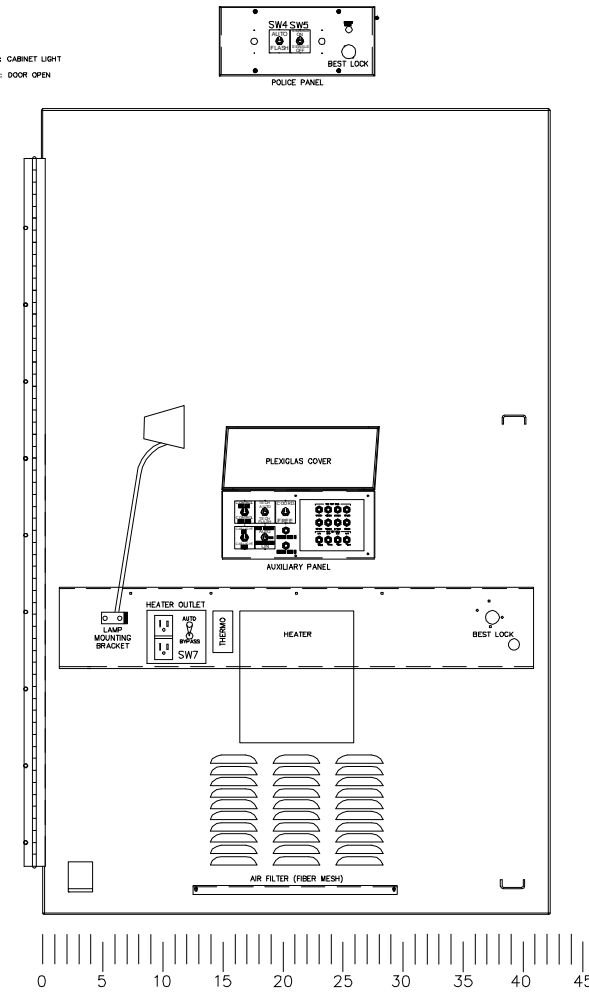 SW4 SW5
AUTO
ON
FLASH
OFF
: CABINET LIGHT
BEST LOCK
: DOOR OPEN
POLICE PANEL
PLEXIGLAS COVER
AUXILIARY PANEL
HEATER OUTLET
AUTO
BYPASS
SW7
THERMO
HEATER
LAMP
MOUNTING
BRACKET
BEST LOCK
AIR FILTER (FIBER MESH)
0 5 10 15 20 25 30 35 40 45